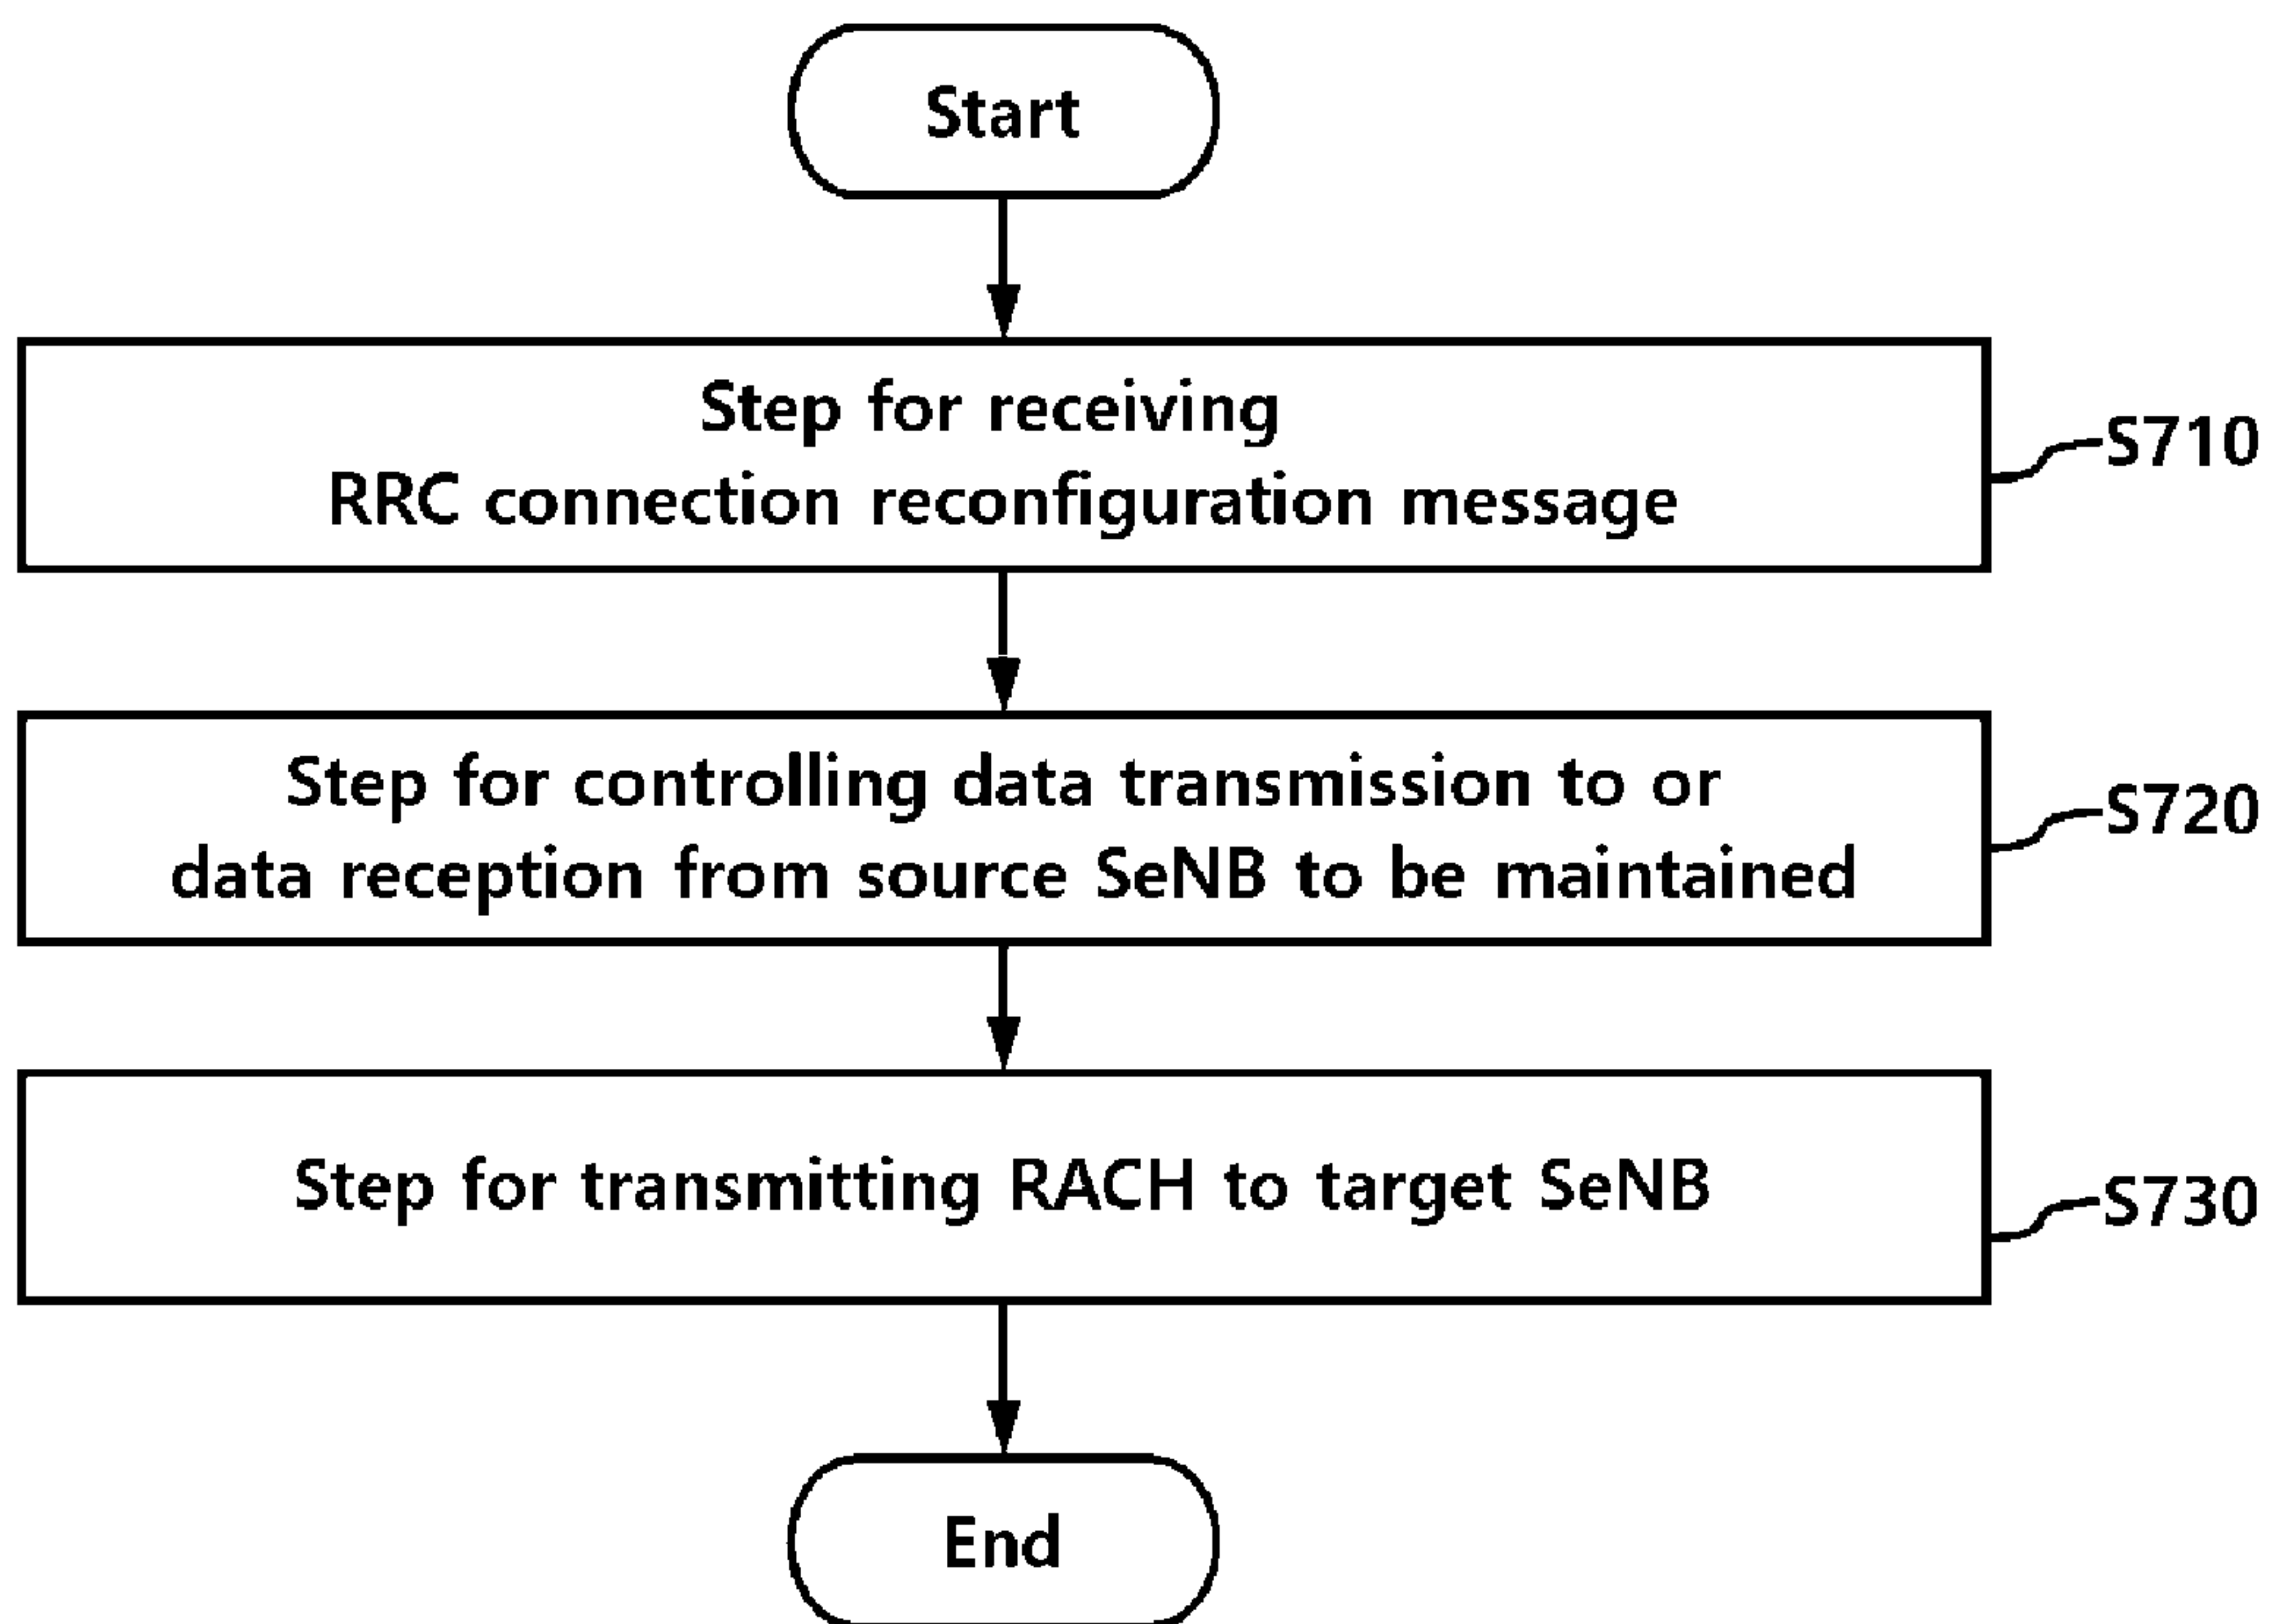 Start
Step for receiving
RRC connection reconfiguration message
S710
Step for controlling data transmission to or
data reception from source SeNB to be maintained
S720
Step for transmitting RACH to target SeNB
S730
End